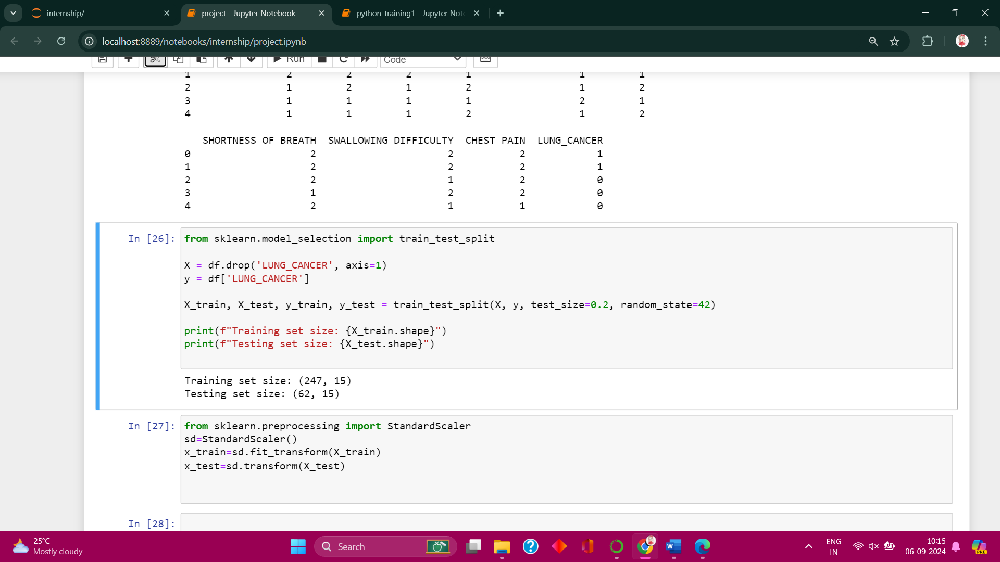 internship/
project - Jupyter Notebook
python_training1 - Jupyter Not
localhost:8889/notebooks/internship/project.ipynb
Run
Code
1 2 2 2 1 1 1
2 1 2 1 2 1 2
3 1 1 1 1 2 1
4 1 1 1 2 1 2
SHORTNESS OF BREATH SWALLOWING DIFFICULTY CHEST PAIN LUNG_CANCER
0 2 2 2 1
1 2 2 2 1
2 2 1 2 0
3 1 2 2 0
4 2 1 1 0
In [26]:
from sklearn.model_selection import train_test_split
X = df.drop('LUNG_CANCER', axis=1)
y = df['LUNG_CANCER']
X_train, X_test, y_train, y_test = train_test_split(X, y, test_size=0.2, random_state=42)
print(f"Training set size: {X_train.shape}")
print(f"Testing set size: {X_test.shape}")
Training set size: (247, 15)
Testing set size: (62, 15)
In [27]:
from sklearn.preprocessing import StandardScaler
sd=StandardScaler()
x_train=sd.fit_transform(X_train)
x_test=sd.transform(X_test)
In [28]:
25°C
Mostly cloudy
Search
W
ENG
IN
10:15
06-09-2024
PRE